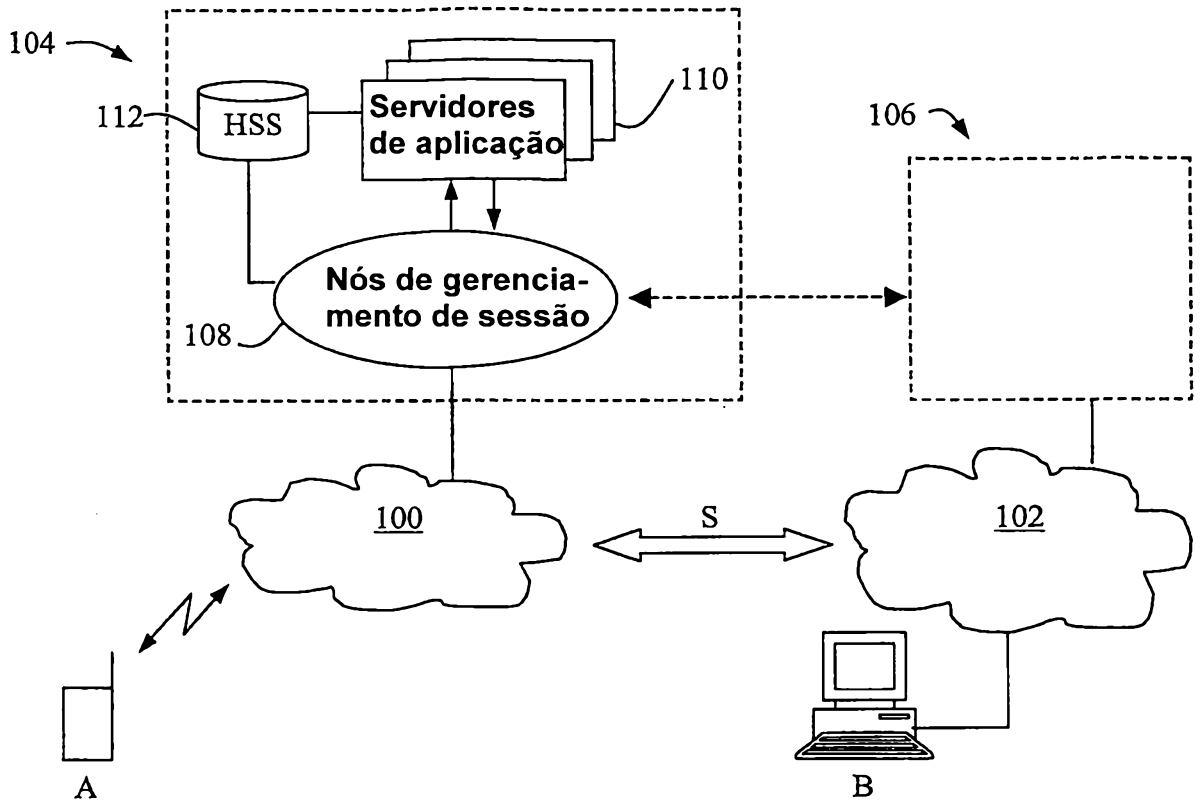 104
112
HSS
Servidores
de aplicação
110
106
Nós de gerencia-
mento de sessão
108
100
S
102
A
B